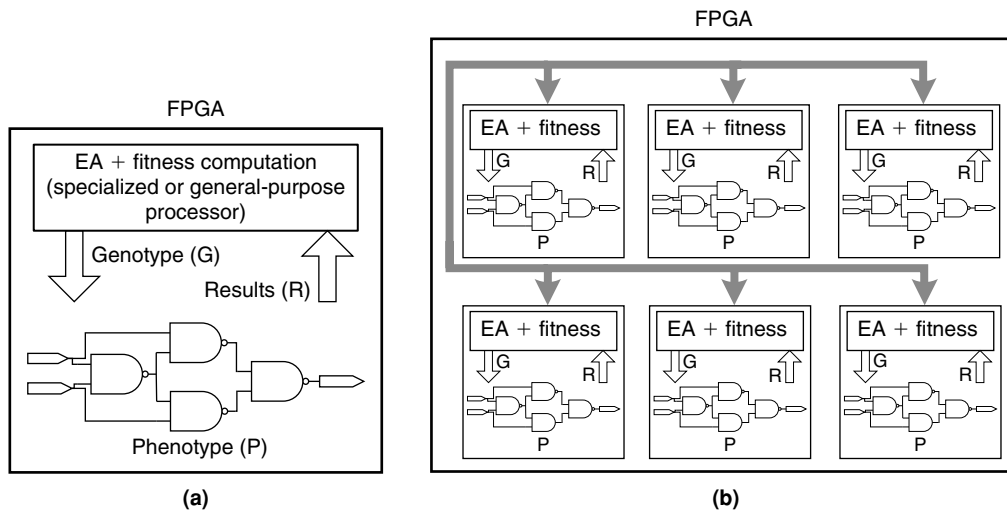 FPGA
EA + fitness computation
(specialized or general-purpose
processor)
Genotype (G)
Results (R)
Phenotype (P)
(a)
FPGA
EA + fitness
G
R
P
EA + fitness
G
R
P
EA + fitness
G
R
P
EA + fitness
G
R
P
EA + fitness
G
R
P
EA + fitness
G
R
P
(b)